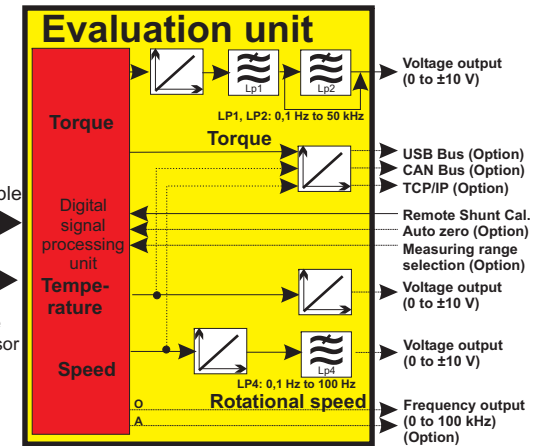 Evaluation unit
Lp1
Lp2
Voltage output
(0 to ±10 V)
LP1, LP2: 0,1 Hz to 50 kHz
Torque
Torque
USB Bus (Option)
CAN Bus (Option)
TCP/IP (Option)
Digital
signal
processing
unit
Remote Shunt Cal.
Auto zero (Option)
Measuring range
selection (Option)
Tempe-
rature
Voltage output
(0 to ±10 V)
Speed
Lp4
LP4: 0,1 Hz to 100 Hz
Voltage output
(0 to ±10 V)
Rotational speed
O
A
Frequency output
(0 to 100 kHz)
(Option)